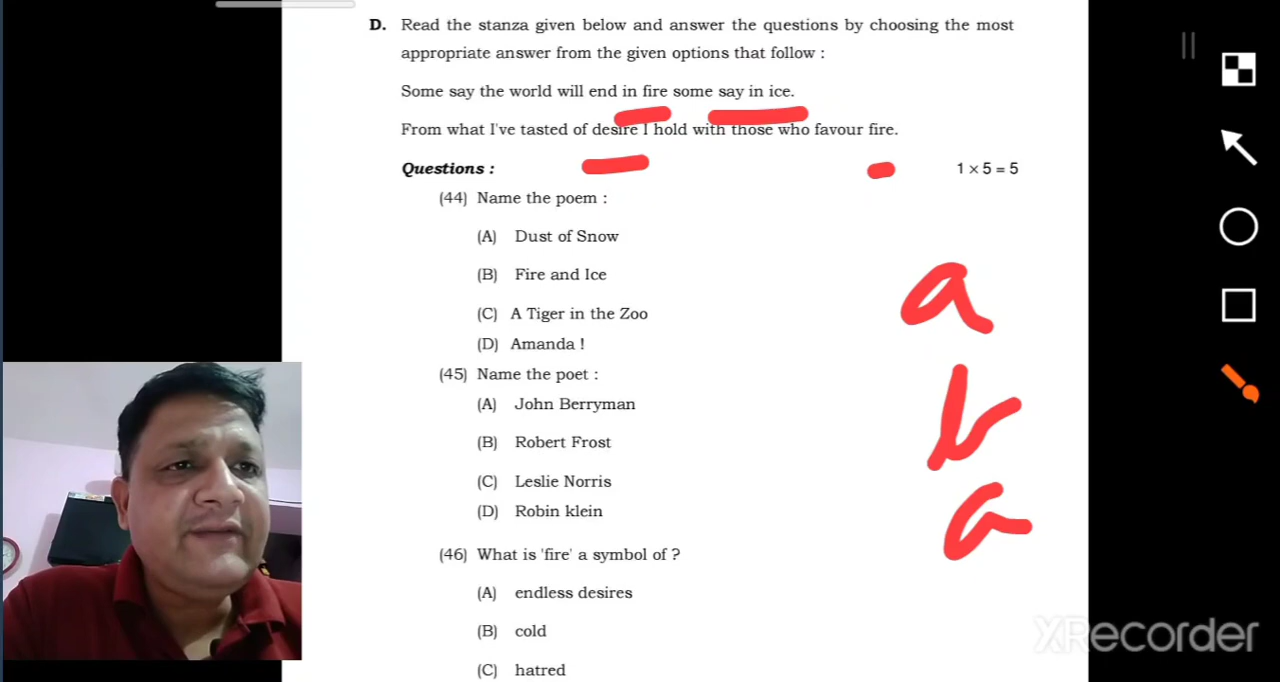 D. Read the stanza given below and answer the questions by choosing the most
appropriate answer from the given options that follow :
Some say the world will end in fire some say in ice.
From what I've tasted of desire I hold with those who favour fire.
Questions : 1 × 5 = 5
(44) Name the poem :
(A) Dust of Snow
(B) Fire and Ice
(C) A Tiger in the Zoo
(D) Amanda !
(45) Name the poet :
(A) John Berryman
(B) Robert Frost
(C) Leslie Norris
(D) Robin klein
(46) What is 'fire' a symbol of ?
(A) endless desires
(B) cold
(C) hatred
a
b
a
XRecorder